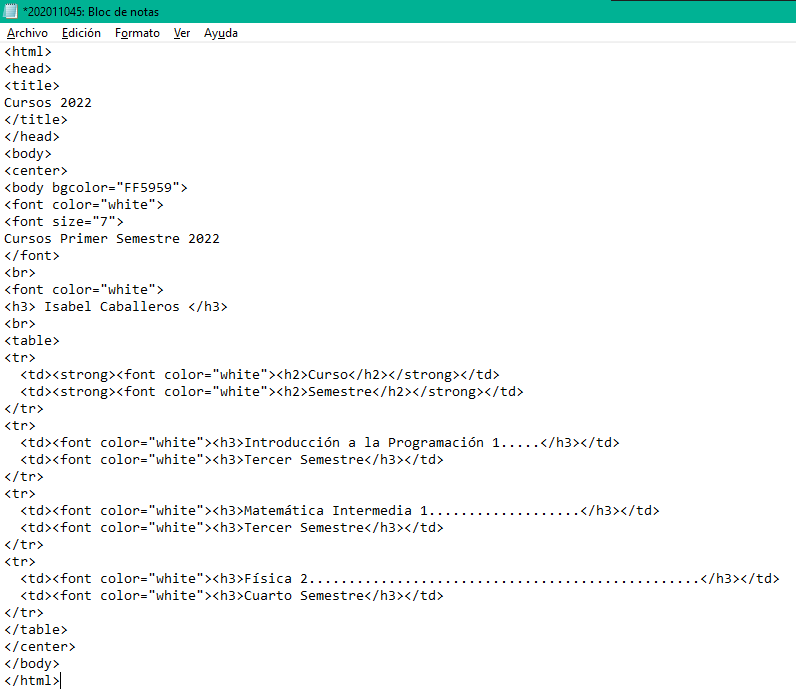 *202011045: Bloc de notas
Archivo Edición Formato Ver Ayuda
<html>
<head>
<title>
Cursos 2022
</title>
</head>
<body>
<center>
<body bgcolor="FF5959">
<font color="white">
<font size="7">
Cursos Primer Semestre 2022
</font>
<br>
<font color="white">
<h3> Isabel Caballeros </h3>
<br>
<table>
<tr>
  <td><strong><font color="white"><h2>Curso</h2></strong></td>
  <td><strong><font color="white"><h2>Semestre</h2></strong></td>
</tr>
<tr>
  <td><font color="white"><h3>Introducción a la Programación 1.....</h3></td>
  <td><font color="white"><h3>Tercer Semestre</h3></td>
</tr>
<tr>
  <td><font color="white"><h3>Matemática Intermedia 1...................</h3></td>
  <td><font color="white"><h3>Tercer Semestre</h3></td>
</tr>
<tr>
  <td><font color="white"><h3>Física 2.................................................</h3></td>
  <td><font color="white"><h3>Cuarto Semestre</h3></td>
</tr>
</table>
</center>
</body>
</html>